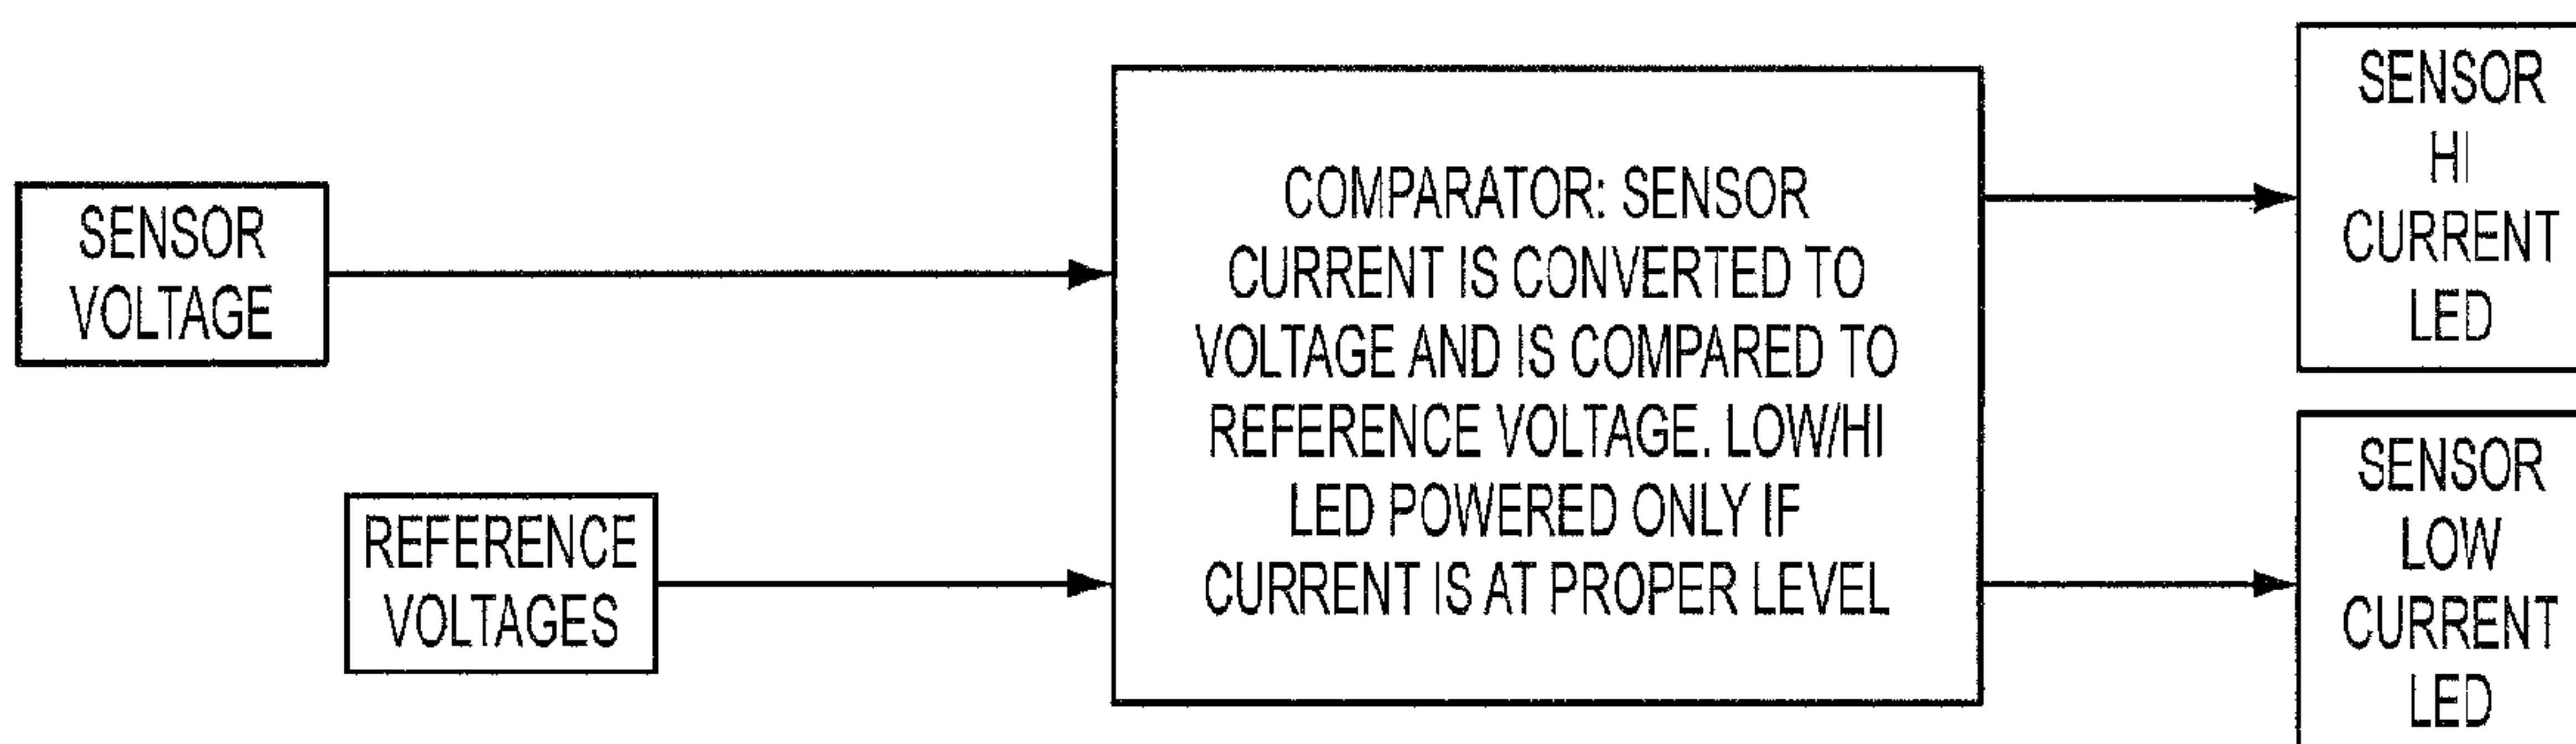 SENSOR
VOLTAGE
REFERENCE
VOLTAGES
COMPARATOR: SENSOR
CURRENT IS CONVERTED TO
VOLTAGE AND IS COMPARED TO
REFERENCE VOLTAGE. LOW/HI
LED POWERED ONLY IF
CURRENT IS AT PROPER LEVEL
SENSOR
HI
CURRENT
LED
SENSOR
LOW
CURRENT
LED